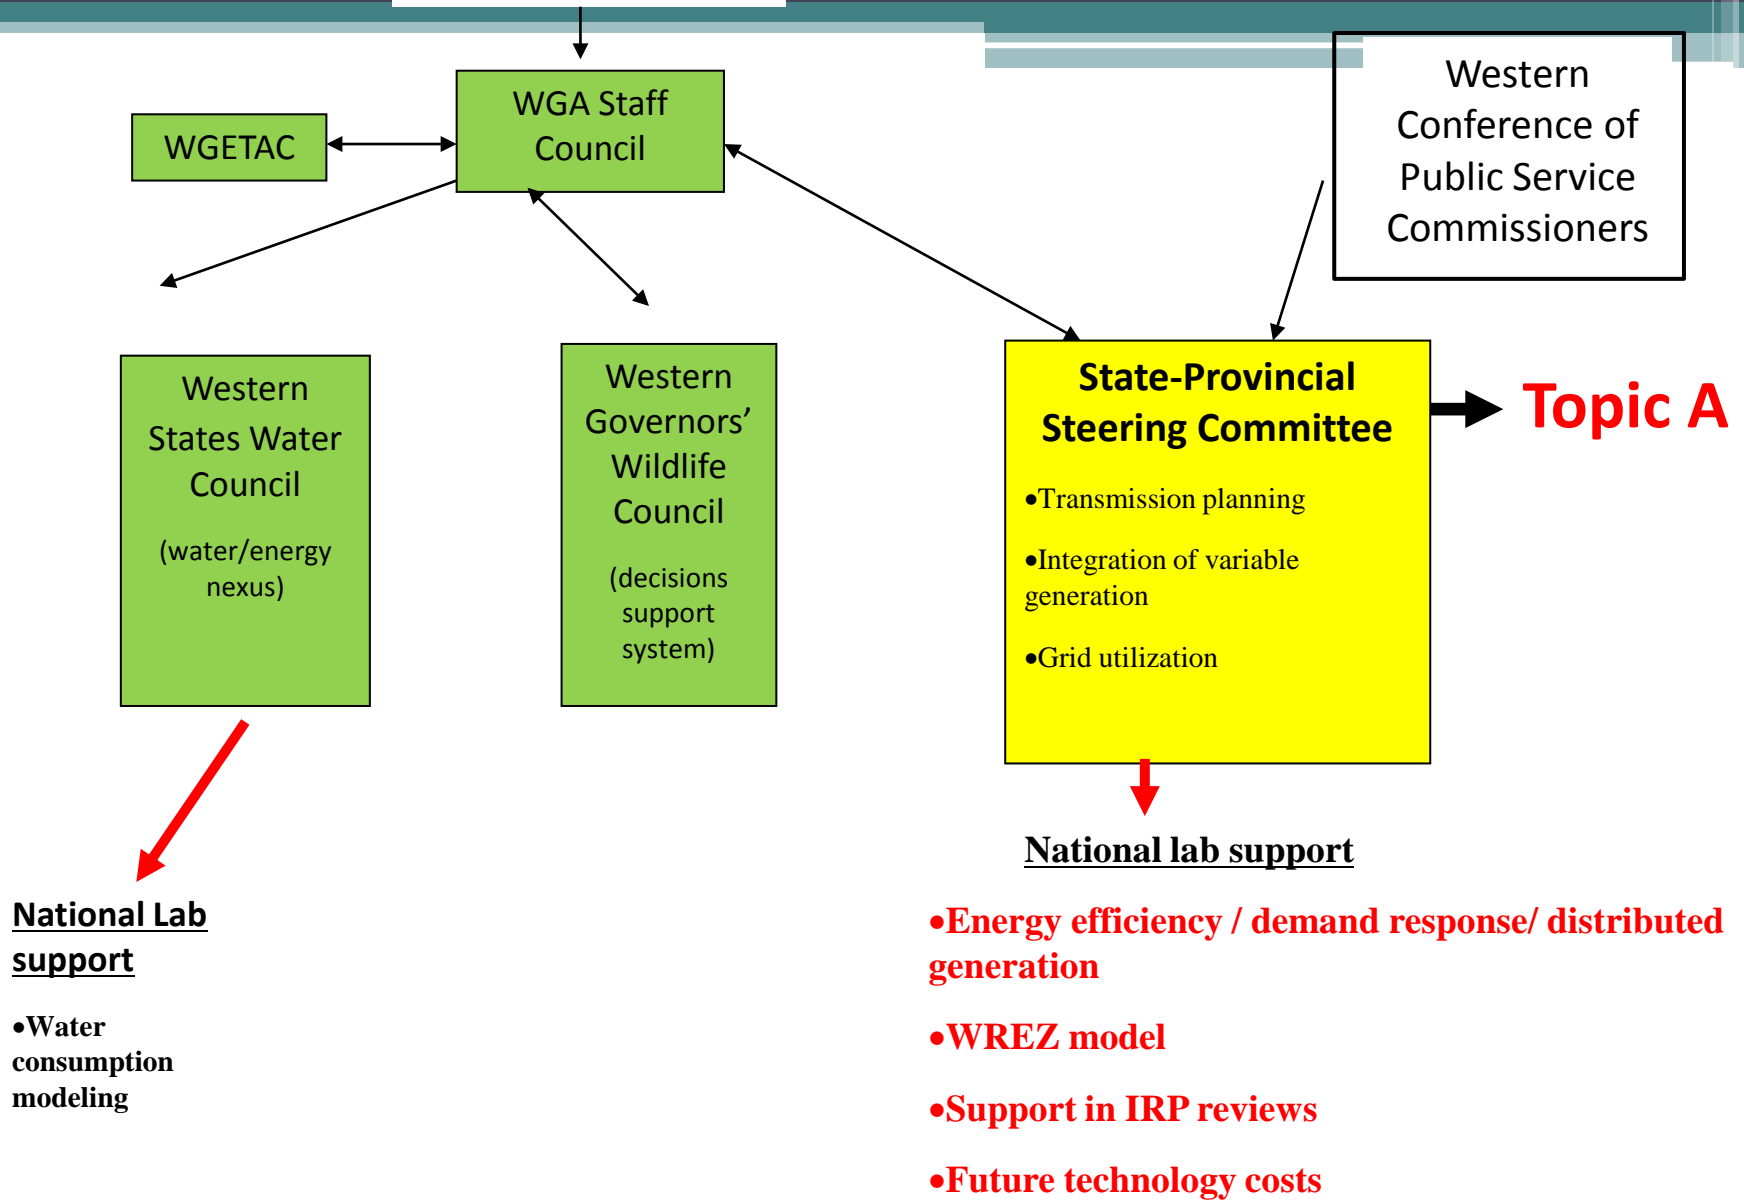 WGA Staff
Council
WGETAC
Western
Conference of
Public Service
Commissioners
Western
States Water
Council
(water/energy
nexus)
Western
Governors’
Wildlife
Council
(decisions
support
system)
State-Provincial
Steering Committee
•Transmission planning
•Integration of variable
generation
•Grid utilization
Topic A
National Lab
support
•Water
consumption
modeling
National lab support
•Energy efficiency / demand response/ distributed
generation
•WREZ model
•Support in IRP reviews
•Future technology costs